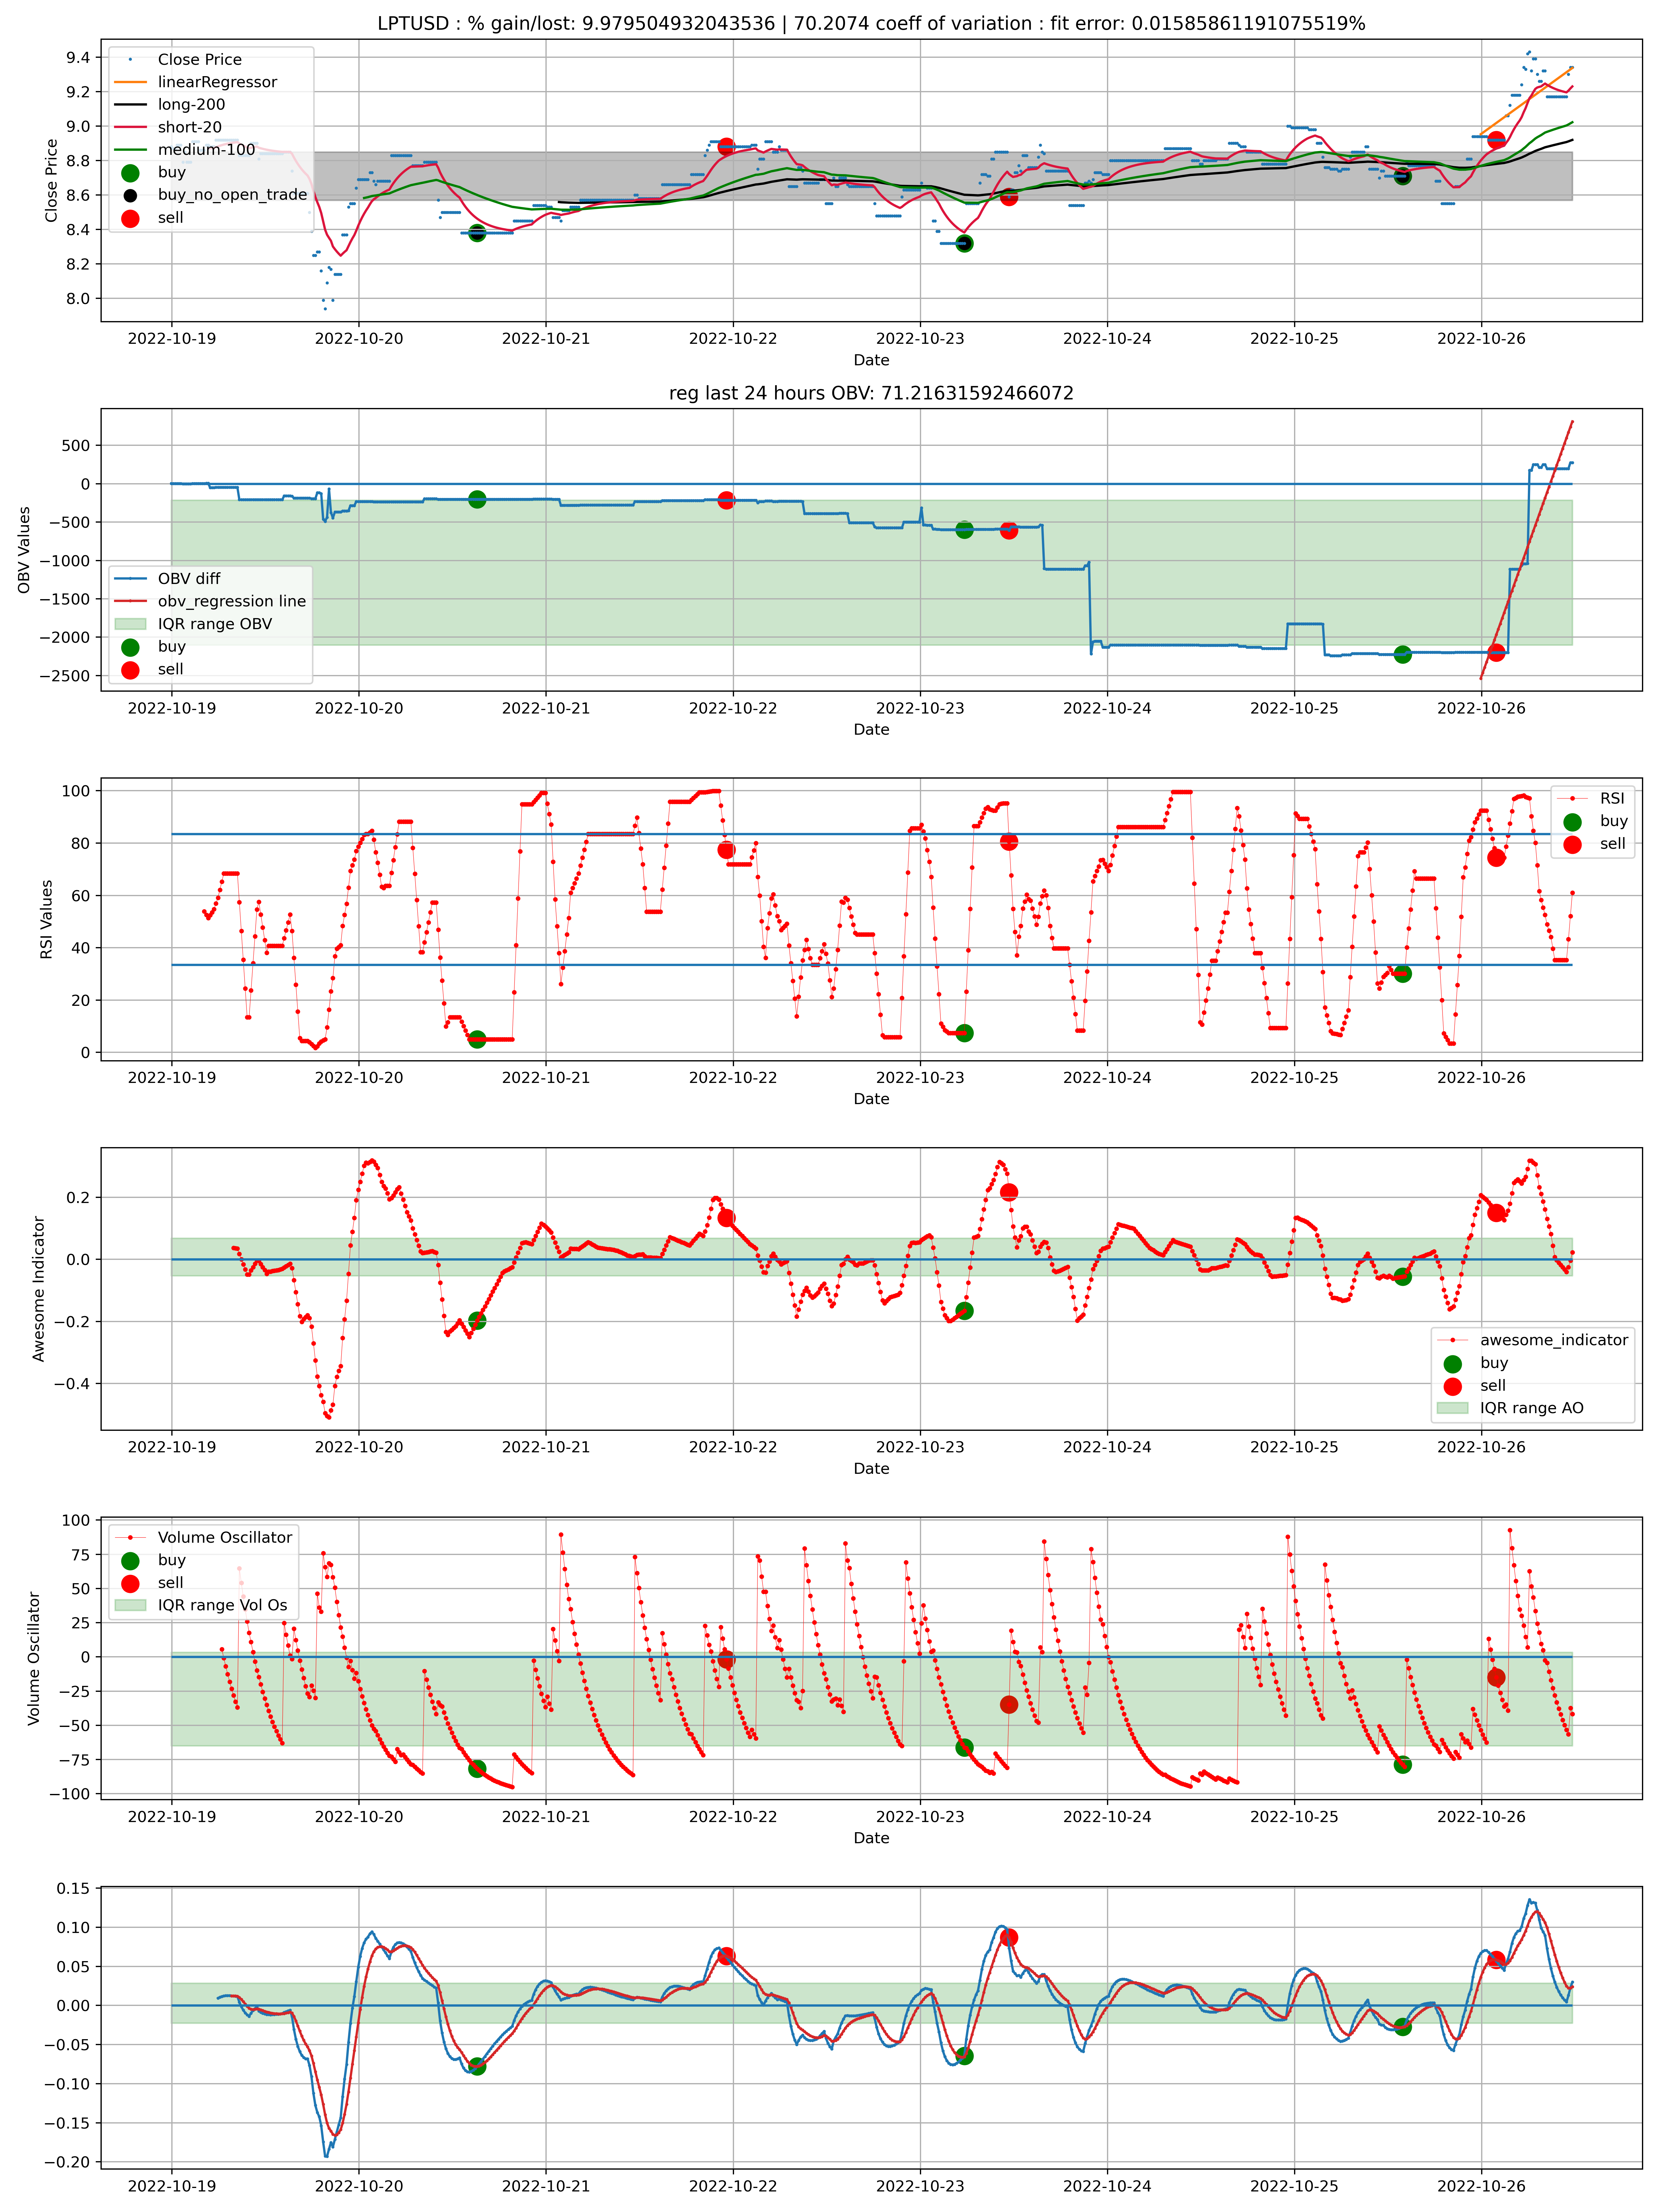 LPTUSD : % gain/lost: 9.979504932043536 | 70.2074 coeff of variation : fit error: 0.01585861191075519%
Close Price
9.4
9.2
9.0
8.8
8.6
8.4
8.2
8.0
Close Price
linearRegressor
long-200
short-20
medium-100
buy
buy_no_open_trade
sell
2022-10-19 2022-10-20 2022-10-21 2022-10-22 2022-10-23 2022-10-24 2022-10-25 2022-10-26
Date
reg last 24 hours OBV: 71.21631592466072
OBV Values
500
0
−500
−1000
−1500
−2000
−2500
OBV diff
obv_regression line
IQR range OBV
buy
sell
2022-10-19 2022-10-20 2022-10-21 2022-10-22 2022-10-23 2022-10-24 2022-10-25 2022-10-26
Date
RSI Values
100
80
60
40
20
0
RSI
buy
sell
2022-10-19 2022-10-20 2022-10-21 2022-10-22 2022-10-23 2022-10-24 2022-10-25 2022-10-26
Date
Awesome Indicator
0.2
0.0
−0.2
−0.4
awesome_indicator
buy
sell
IQR range AO
2022-10-19 2022-10-20 2022-10-21 2022-10-22 2022-10-23 2022-10-24 2022-10-25 2022-10-26
Date
Volume Oscillator
100
75
50
25
0
−25
−50
−75
−100
Volume Oscillator
buy
sell
IQR range Vol Os
2022-10-19 2022-10-20 2022-10-21 2022-10-22 2022-10-23 2022-10-24 2022-10-25 2022-10-26
Date
0.15
0.10
0.05
0.00
−0.05
−0.10
−0.15
−0.20
2022-10-19 2022-10-20 2022-10-21 2022-10-22 2022-10-23 2022-10-24 2022-10-25 2022-10-26